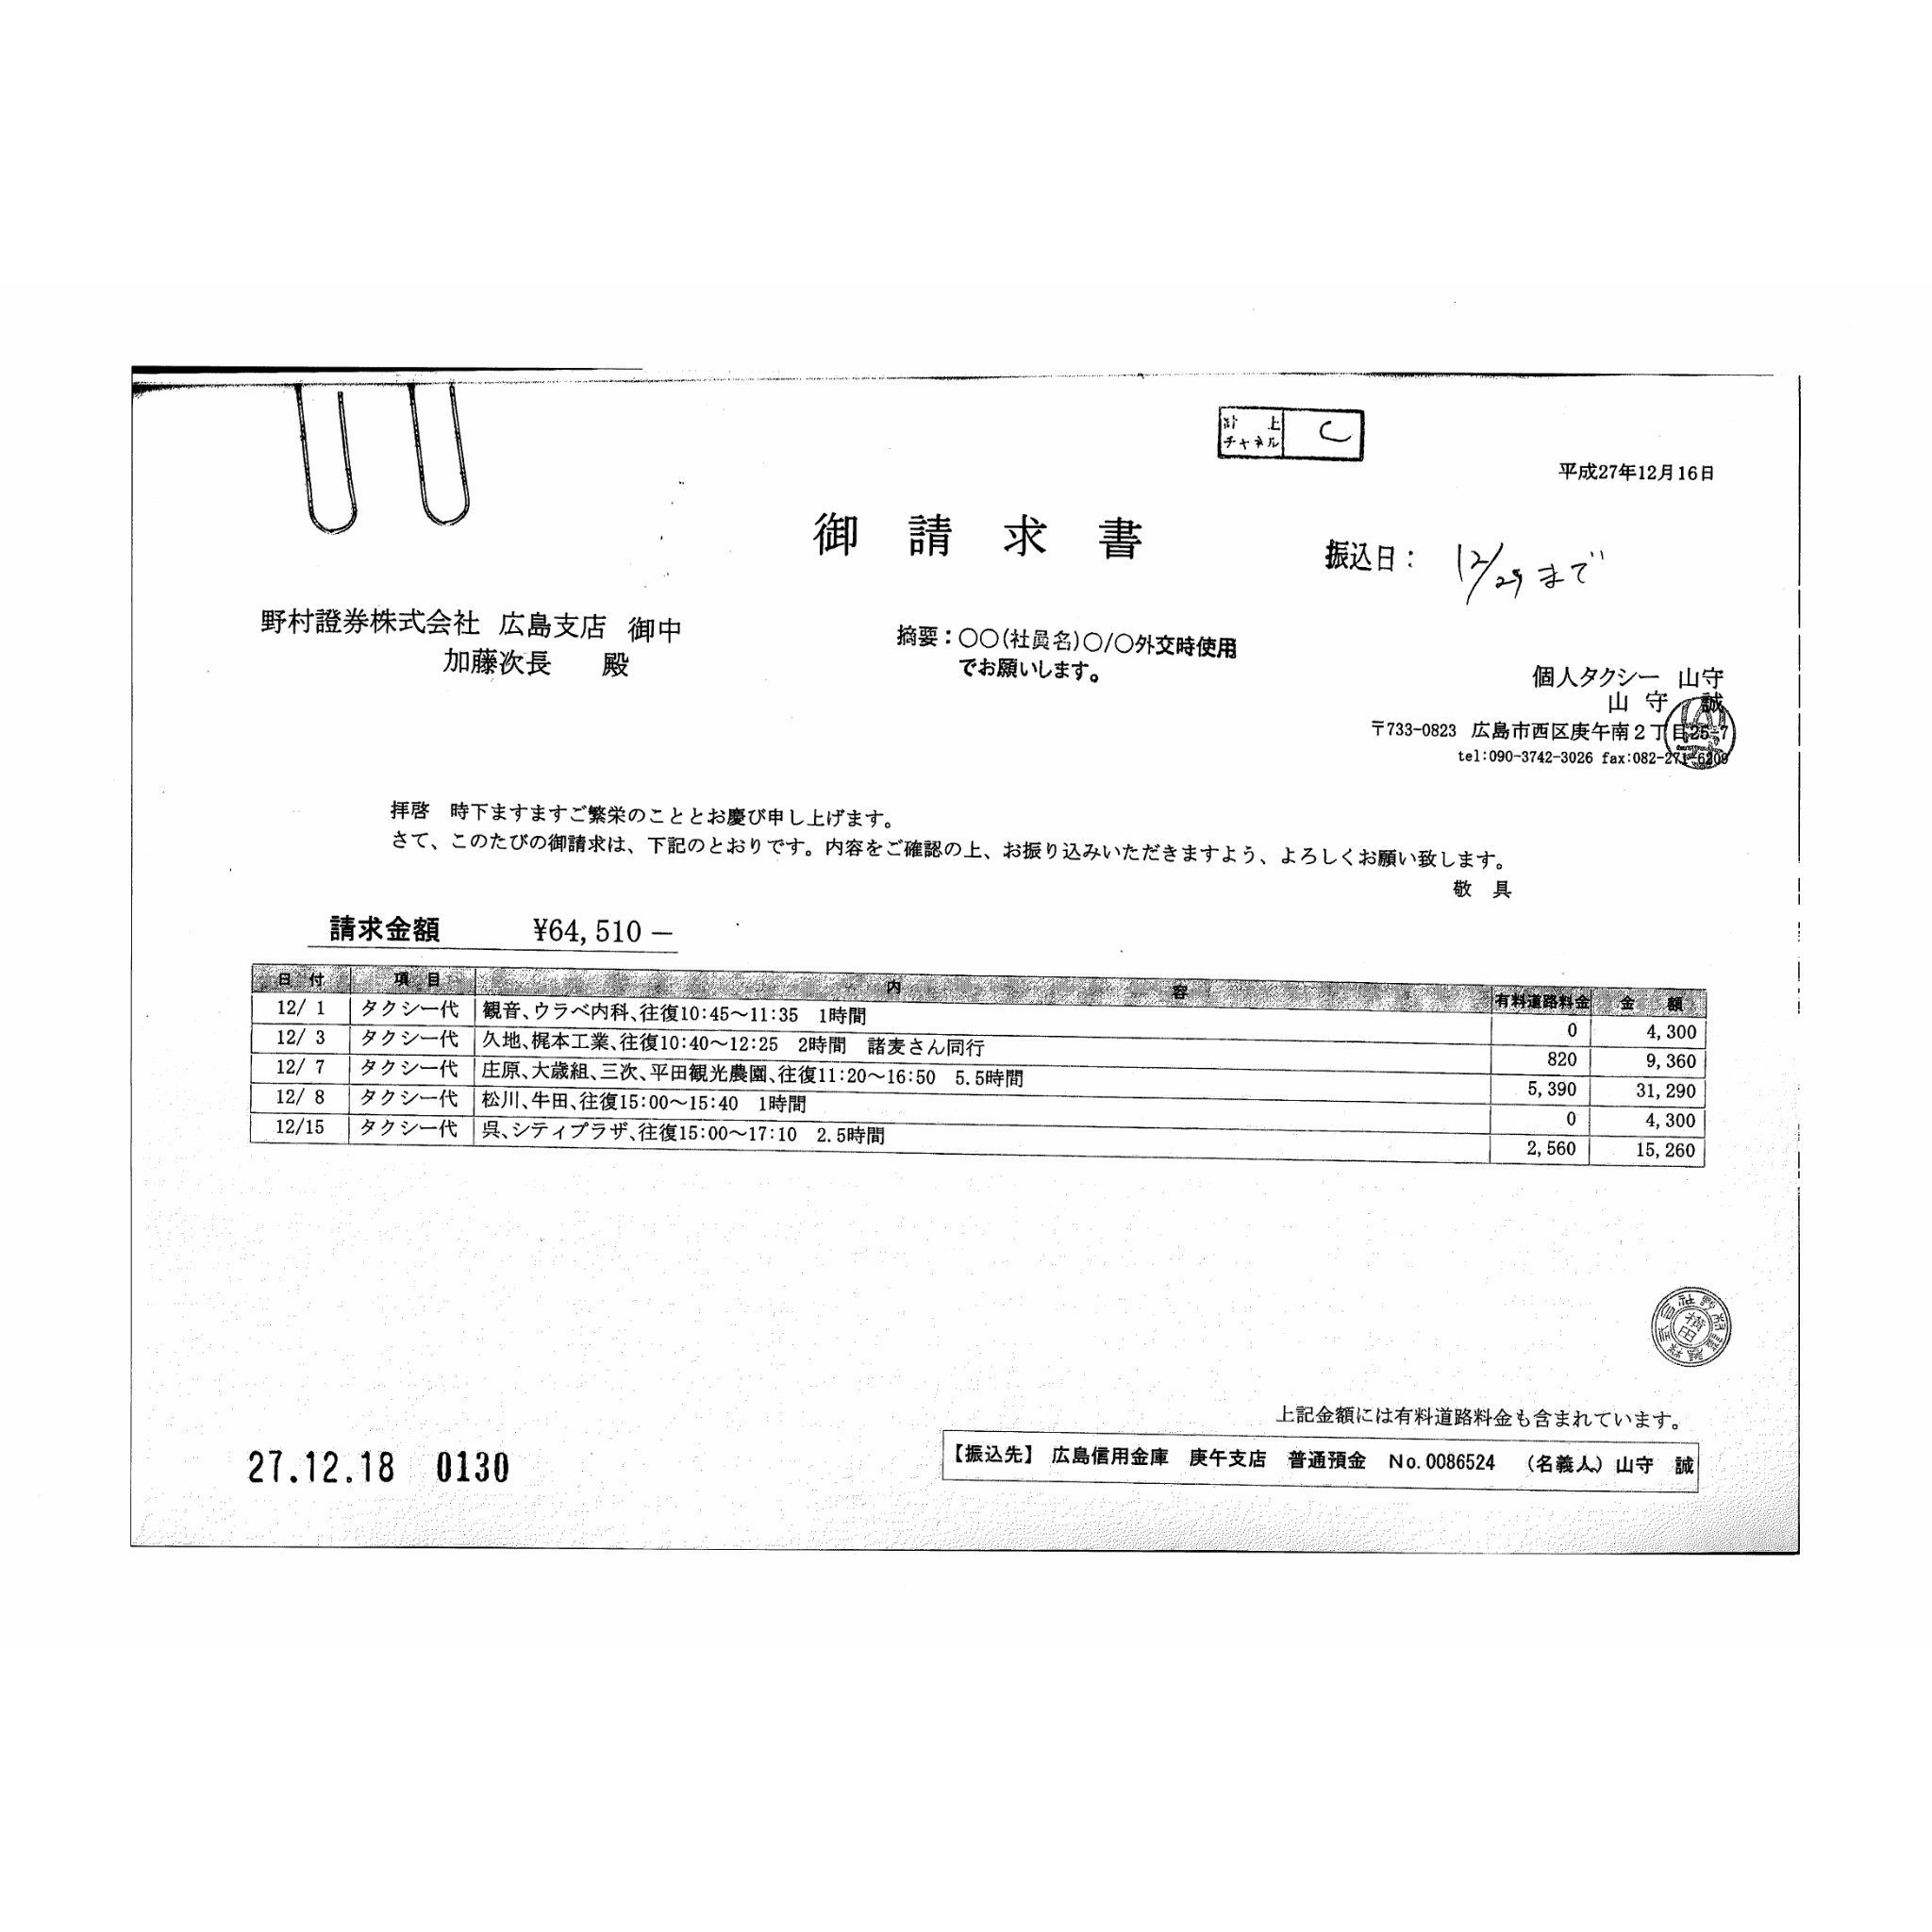 計上
チャネル C
平成27年12月16日
御 請 求 書
振込日： 12/29まで
野村證券株式会社 広島支店 御中
加藤次長 殿
摘要：〇〇(社員名)〇/〇外交時使用
でお願いします。
個人タクシー 山守
山 守 誠
〒733-0823 広島市西区庚午南２丁目25-7
tel:090-3742-3026 fax:082-271-6209
拝啓 時下ますますご繁栄のこととお慶び申し上げます。
さて、このたびの御請求は、下記のとおりです。内容をご確認の上、お振り込みいただきますよう、よろしくお願い致します。
敬 具
請求金額 ¥64,510－
日 付 項 目 内 容 有料道路料金 金 額
12/ 1 タクシー代 観音、ウラベ内科、往復10:45～11:35 1時間 0 4,300
12/ 3 タクシー代 久地、梶本工業、往復10:40～12:25 2時間 諸麦さん同行 820 9,360
12/ 7 タクシー代 庄原、大歳組、三次、平田観光農園、往復11:20～16:50 5.5時間 5,390 31,290
12/ 8 タクシー代 松川、牛田、往復15:00～15:40 1時間 0 4,300
12/15 タクシー代 呉、シティプラザ、往復15:00～17:10 2.5時間 2,560 15,260
横田
上記金額には有料道路料金も含まれています。
【振込先】 広島信用金庫 庚午支店 普通預金 No.0086524 （名義人）山守 誠
27.12.18 0130